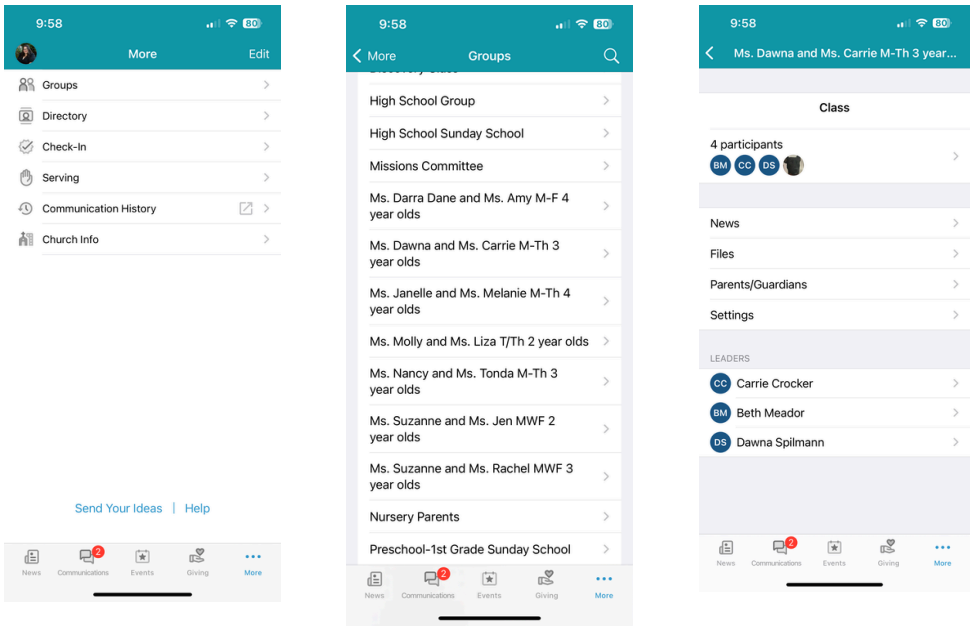 9:58
80
More
Edit
Groups
Directory
Check-In
Serving
Communication History
Church Info
Send Your Ideas | Help
2
News
Communications
Events
Giving
More
9:58
80
More
Groups
High School Group
High School Sunday School
Missions Committee
Ms. Darra Dane and Ms. Amy M-F 4
year olds
Ms. Dawna and Ms. Carrie M-Th 3
year olds
Ms. Janelle and Ms. Melanie M-Th 4
year olds
Ms. Molly and Ms. Liza T/Th 2 year olds
Ms. Nancy and Ms. Tonda M-Th 3
year olds
Ms. Suzanne and Ms. Jen MWF 2
year olds
Ms. Suzanne and Ms. Rachel MWF 3
year olds
Nursery Parents
Preschool-1st Grade Sunday School
2
News
Communications
Events
Giving
More
9:58
80
Ms. Dawna and Ms. Carrie M-Th 3 year...
Class
4 participants
BM CC DS
News
Files
Parents/Guardians
Settings
LEADERS
CC Carrie Crocker
BM Beth Meador
DS Dawna Spilmann
2
News
Communications
Events
Giving
More